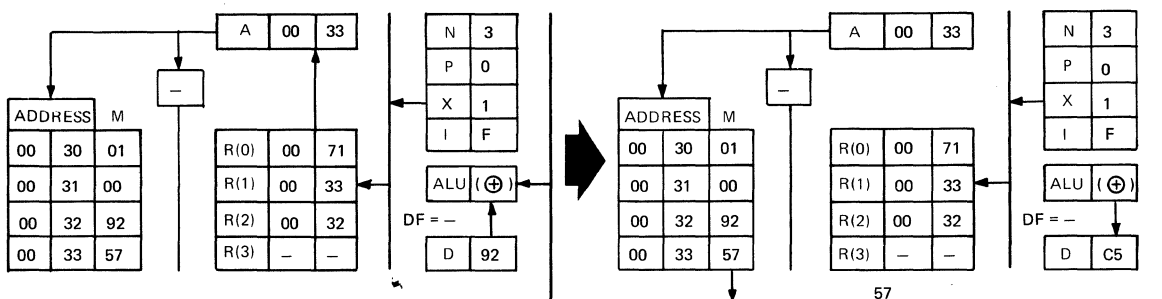 A 00 33
–
ADDRESS M
00 30 01
00 31 00
00 32 92
00 33 57
R(0) 00 71
R(1) 00 33
R(2) 00 32
R(3) – –
N 3
P 0
X 1
I F
ALU (⊕)
DF = –
D 92
A 00 33
–
ADDRESS M
00 30 01
00 31 00
00 32 92
00 33 57
R(0) 00 71
R(1) 00 33
R(2) 00 32
R(3) – –
N 3
P 0
X 1
I F
ALU (⊕)
DF = –
D C5
57